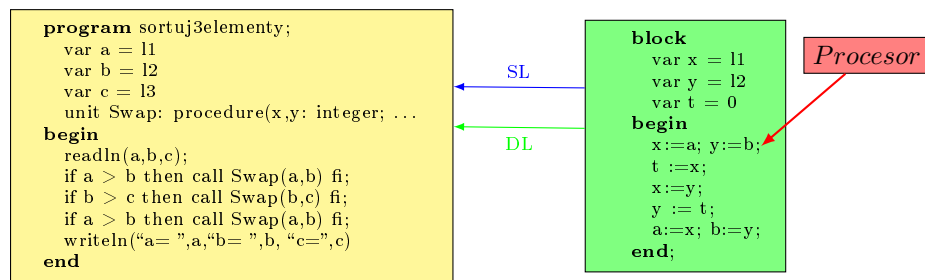 program sortuj3elementy;
var a = l1
var b = l2
var c = l3
unit Swap: procedure(x,y: integer; ...
begin
readln(a,b,c);
if a > b then call Swap(a,b) fi;
if b > c then call Swap(b,c) fi;
if a > b then call Swap(a,b) fi;
writeln(“a= ”,a,“b= ”,b, “c=”,c)
end
SL
DL
block
var x = l1
var y = l2
var t = 0
begin
x:=a; y:=b;
t :=x;
x:=y;
y := t;
a:=x; b:=y;
end;
Procesor